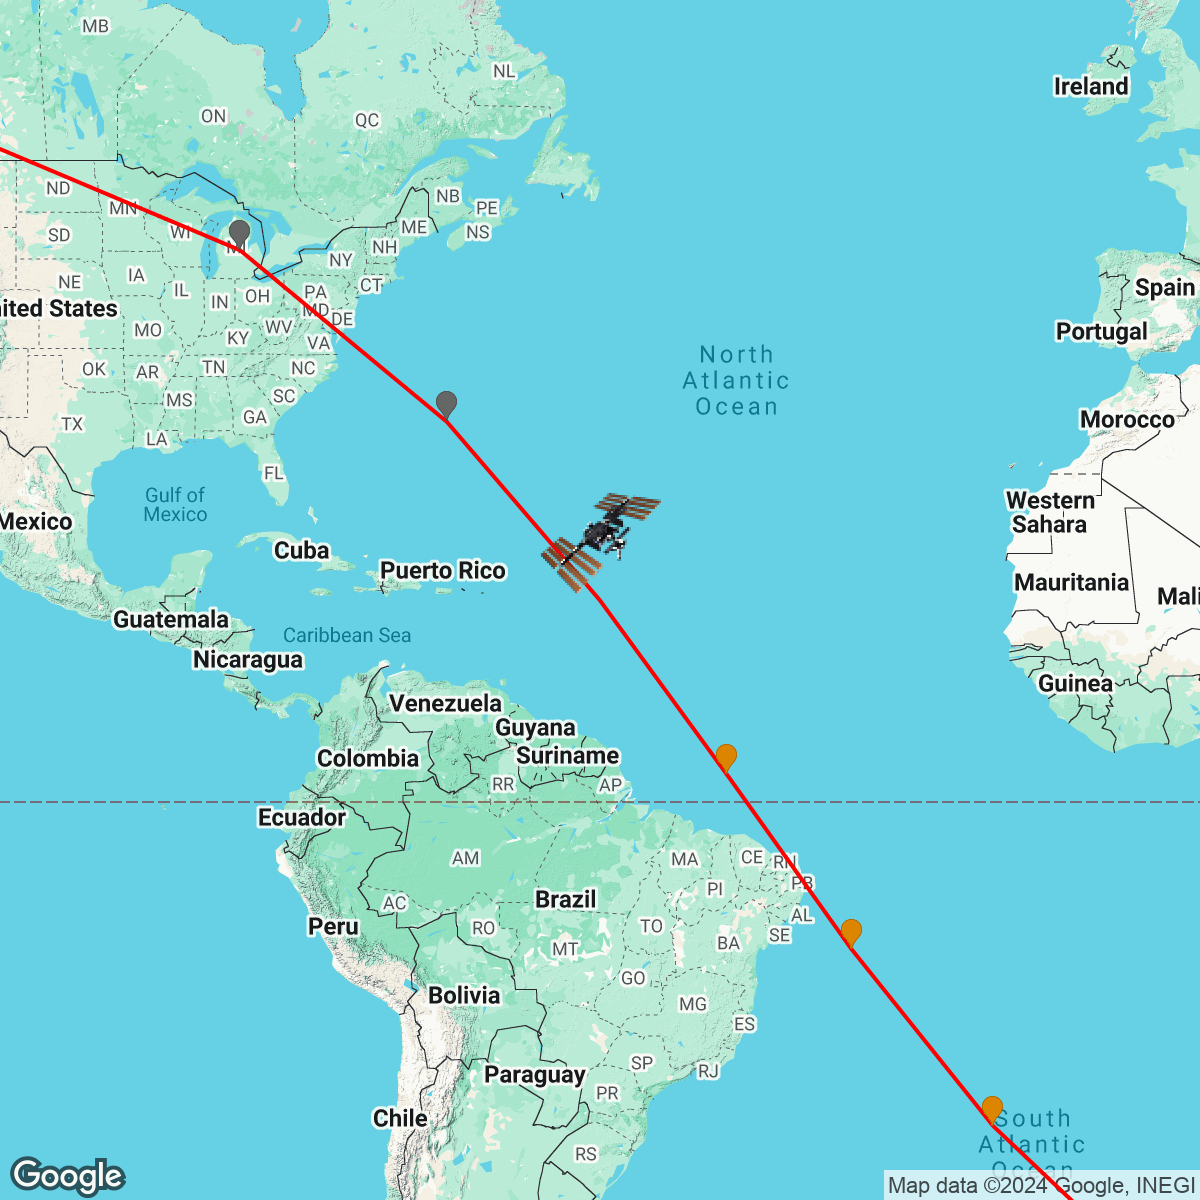 MB
NL
Ireland
ON
QC
ND
MN
NB
PE
WI
ME
NS
SD
MI
NH
NY
Spain
IA
NE
IL
IN
OH
PA
CT
ited States
MD
DE
MO
WV
Portugal
KY
VA
North
Atlantic
Ocean
OK
AR
TN
NC
MS
SC
TX
GA
Morocco
LA
FL
Gulf of
Mexico
Western
Sahara
Mexico
Cuba
Puerto Rico
Mauritania
Mali
Guatemala
Caribbean Sea
Nicaragua
Guinea
Venezuela
Guyana
Colombia
Suriname
RR
AP
Ecuador
AM
MA
CE
RN
PI
PB
AC
Brazil
AL
Peru
RO
TO
SE
MT
BA
GO
Bolivia
MG
ES
SP
RJ
Paraguay
PR
Chile
South
Atlantic
Ocean
RS
Google
Map data ©2024 Google, INEGI